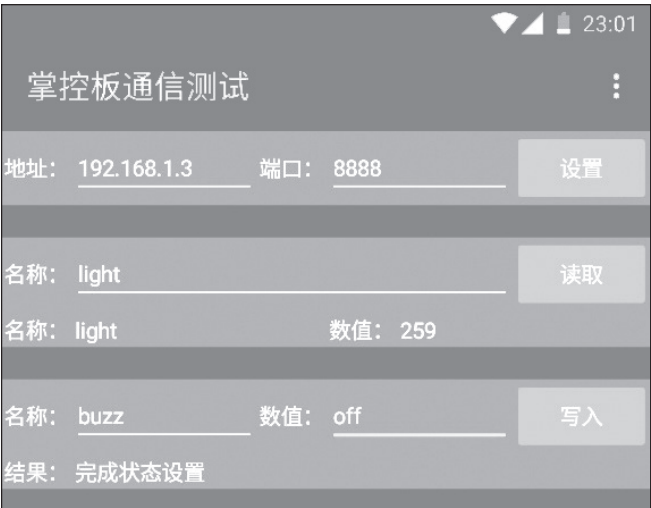 23:01
掌控板通信测试
地址： 192.168.1.3 端口： 8888 设置
名称： light 读取
名称： light 数值： 259
名称： buzz 数值： off 写入
结果： 完成状态设置